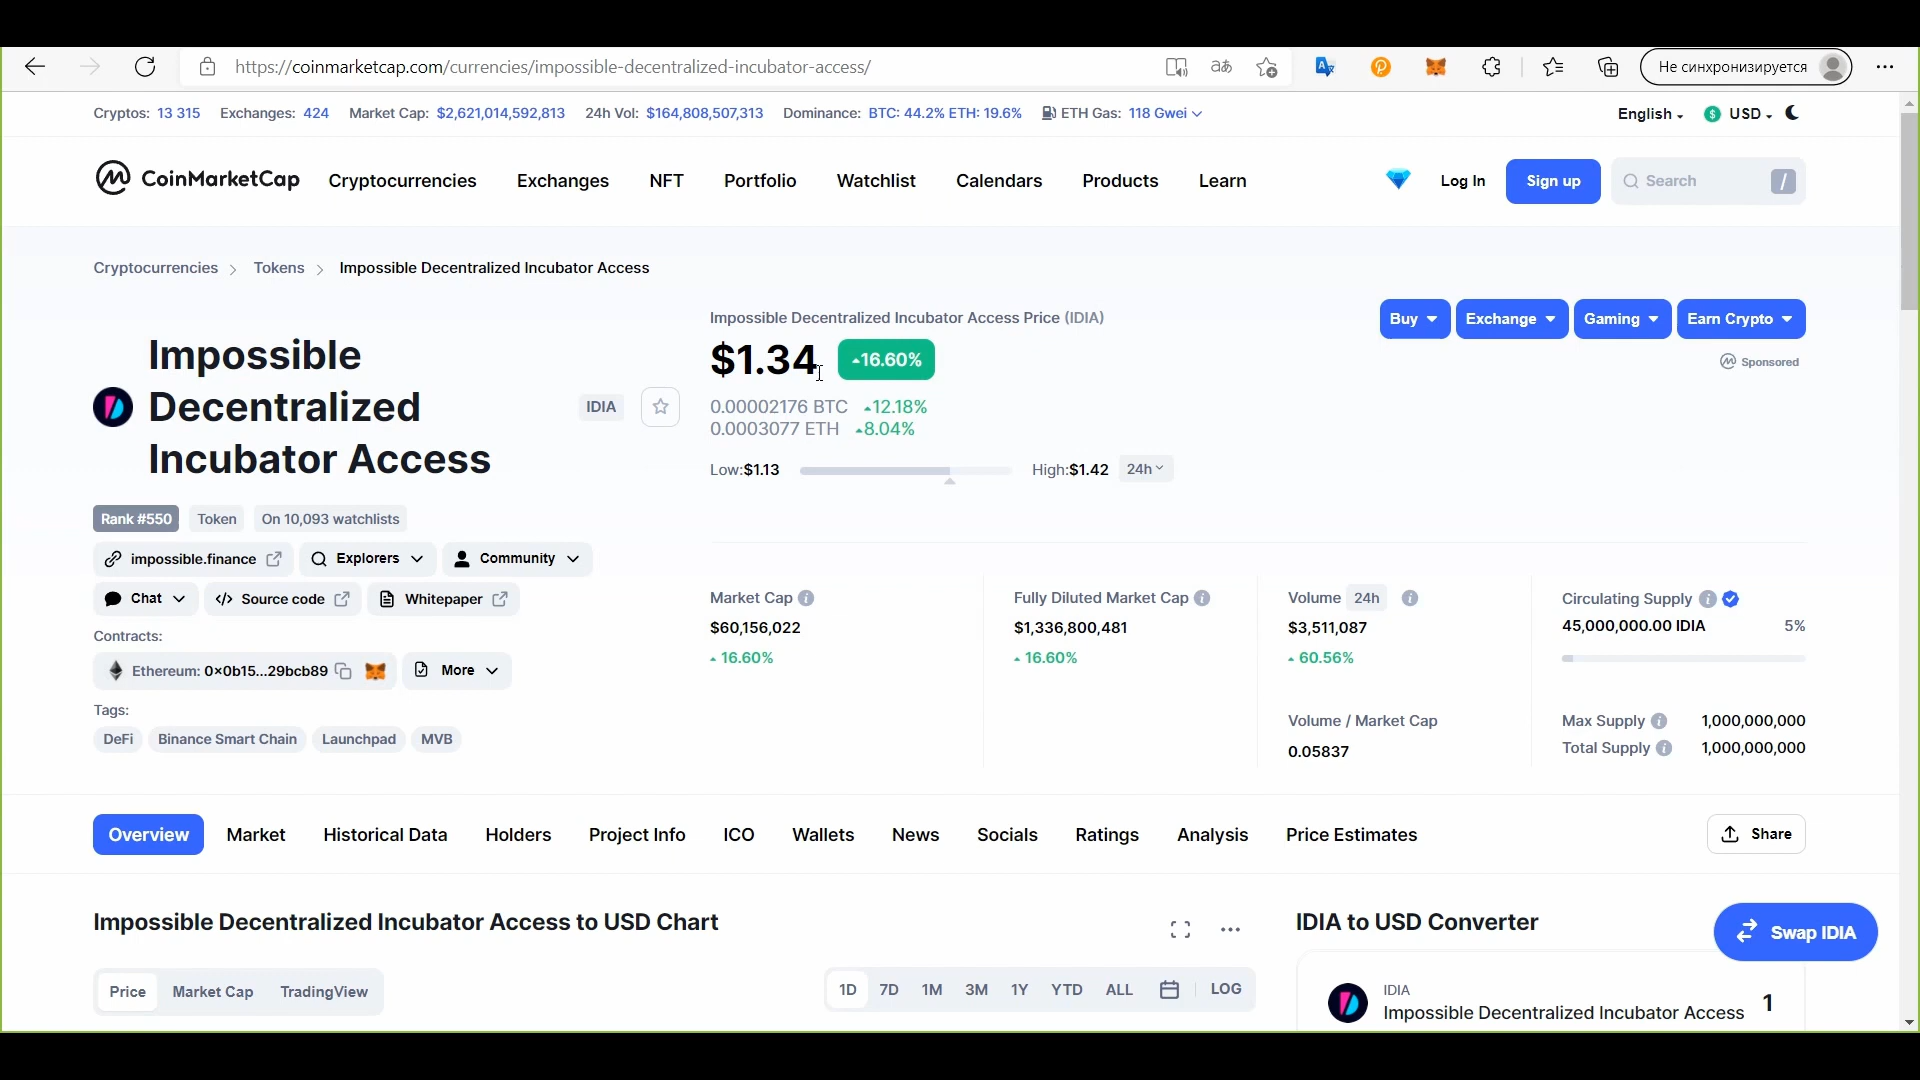 https://coinmarketcap.com/currencies/impossible-decentralized-incubator-access/
Не синхронизируется
Cryptos: 13 315 Exchanges: 424 Market Cap: $2,621,014,592,813 24h Vol: $164,808,507,313 Dominance: BTC: 44.2% ETH: 19.6% ETH Gas: 118 Gwei
English USD
CoinMarketCap Cryptocurrencies Exchanges NFT Portfolio Watchlist Calendars Products Learn
Log In Sign up Search /
Cryptocurrencies > Tokens > Impossible Decentralized Incubator Access
Impossible
Decentralized
Incubator Access
IDIA
Rank #550 Token On 10,093 watchlists
impossible.finance Explorers Community
Chat Source code Whitepaper
Contracts:
Ethereum: 0x0b15...29bcb89 More
Tags:
DeFi Binance Smart Chain Launchpad MVB
Impossible Decentralized Incubator Access Price (IDIA)
$1.34 16.60%
0.00002176 BTC 12.18%
0.0003077 ETH 8.04%
Low:$1.13 High:$1.42 24h
Buy Exchange Gaming Earn Crypto
Sponsored
Market Cap
$60,156,022
16.60%
Fully Diluted Market Cap
$1,336,800,481
16.60%
Volume 24h
$3,511,087
60.56%
Volume / Market Cap
0.05837
Circulating Supply
45,000,000.00 IDIA 5%
Max Supply 1,000,000,000
Total Supply 1,000,000,000
Overview Market Historical Data Holders Project Info ICO Wallets News Socials Ratings Analysis Price Estimates Share
Impossible Decentralized Incubator Access to USD Chart
Price Market Cap TradingView
1D 7D 1M 3M 1Y YTD ALL LOG
IDIA to USD Converter
Swap IDIA
IDIA
Impossible Decentralized Incubator Access 1